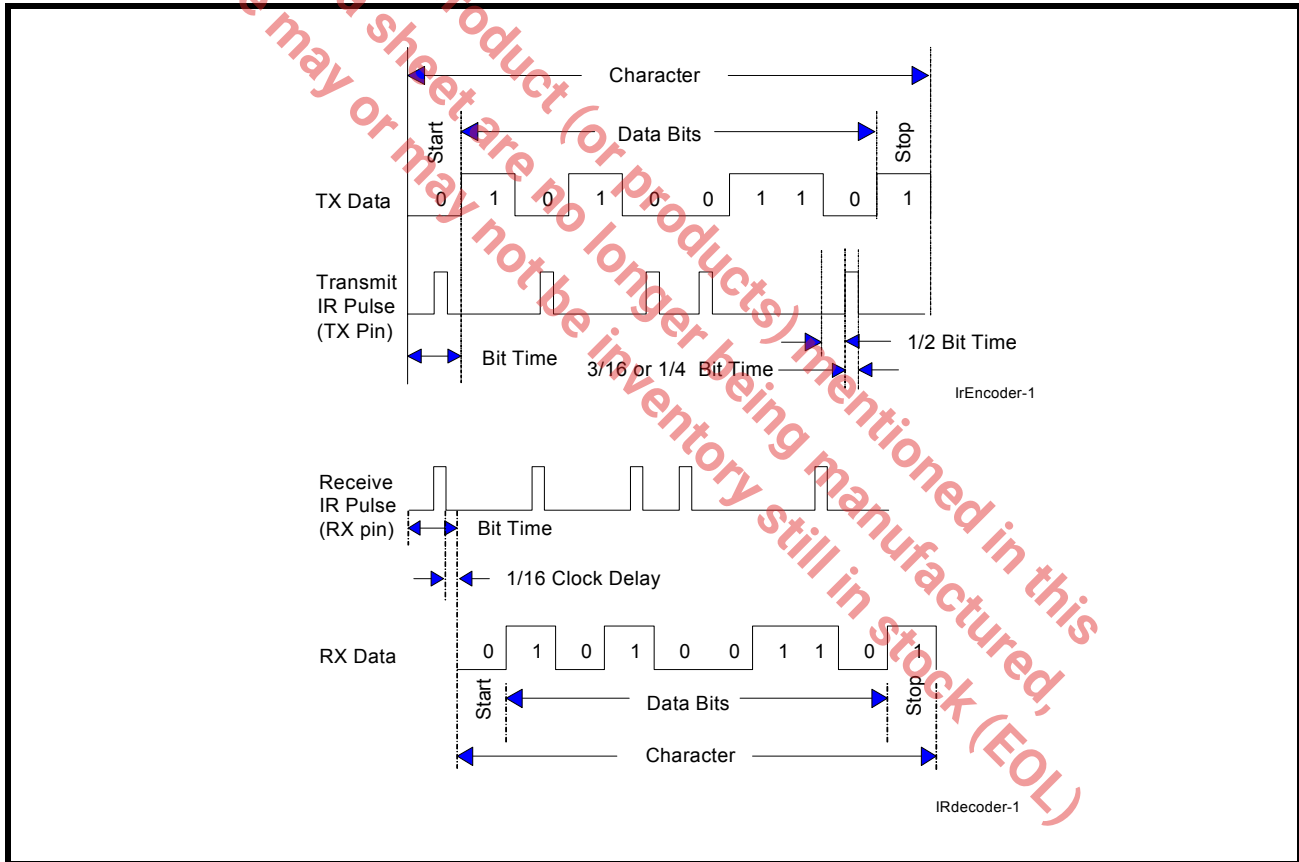 product (or products) mentioned in this
a sheet are no longer being manufactured,
e may or may not be inventory still in stock (EOL)
Character
Start
Data Bits
Stop
TX Data
0 1 0 1 0 0 1 1 0 1
Transmit
IR Pulse
(TX Pin)
Bit Time
1/2 Bit Time
3/16 or 1/4 Bit Time
IrEncoder-1
Receive
IR Pulse
(RX pin)
Bit Time
1/16 Clock Delay
RX Data
0 1 0 1 0 0 1 1 0 1
Start
Data Bits
Stop
Character
IRdecoder-1